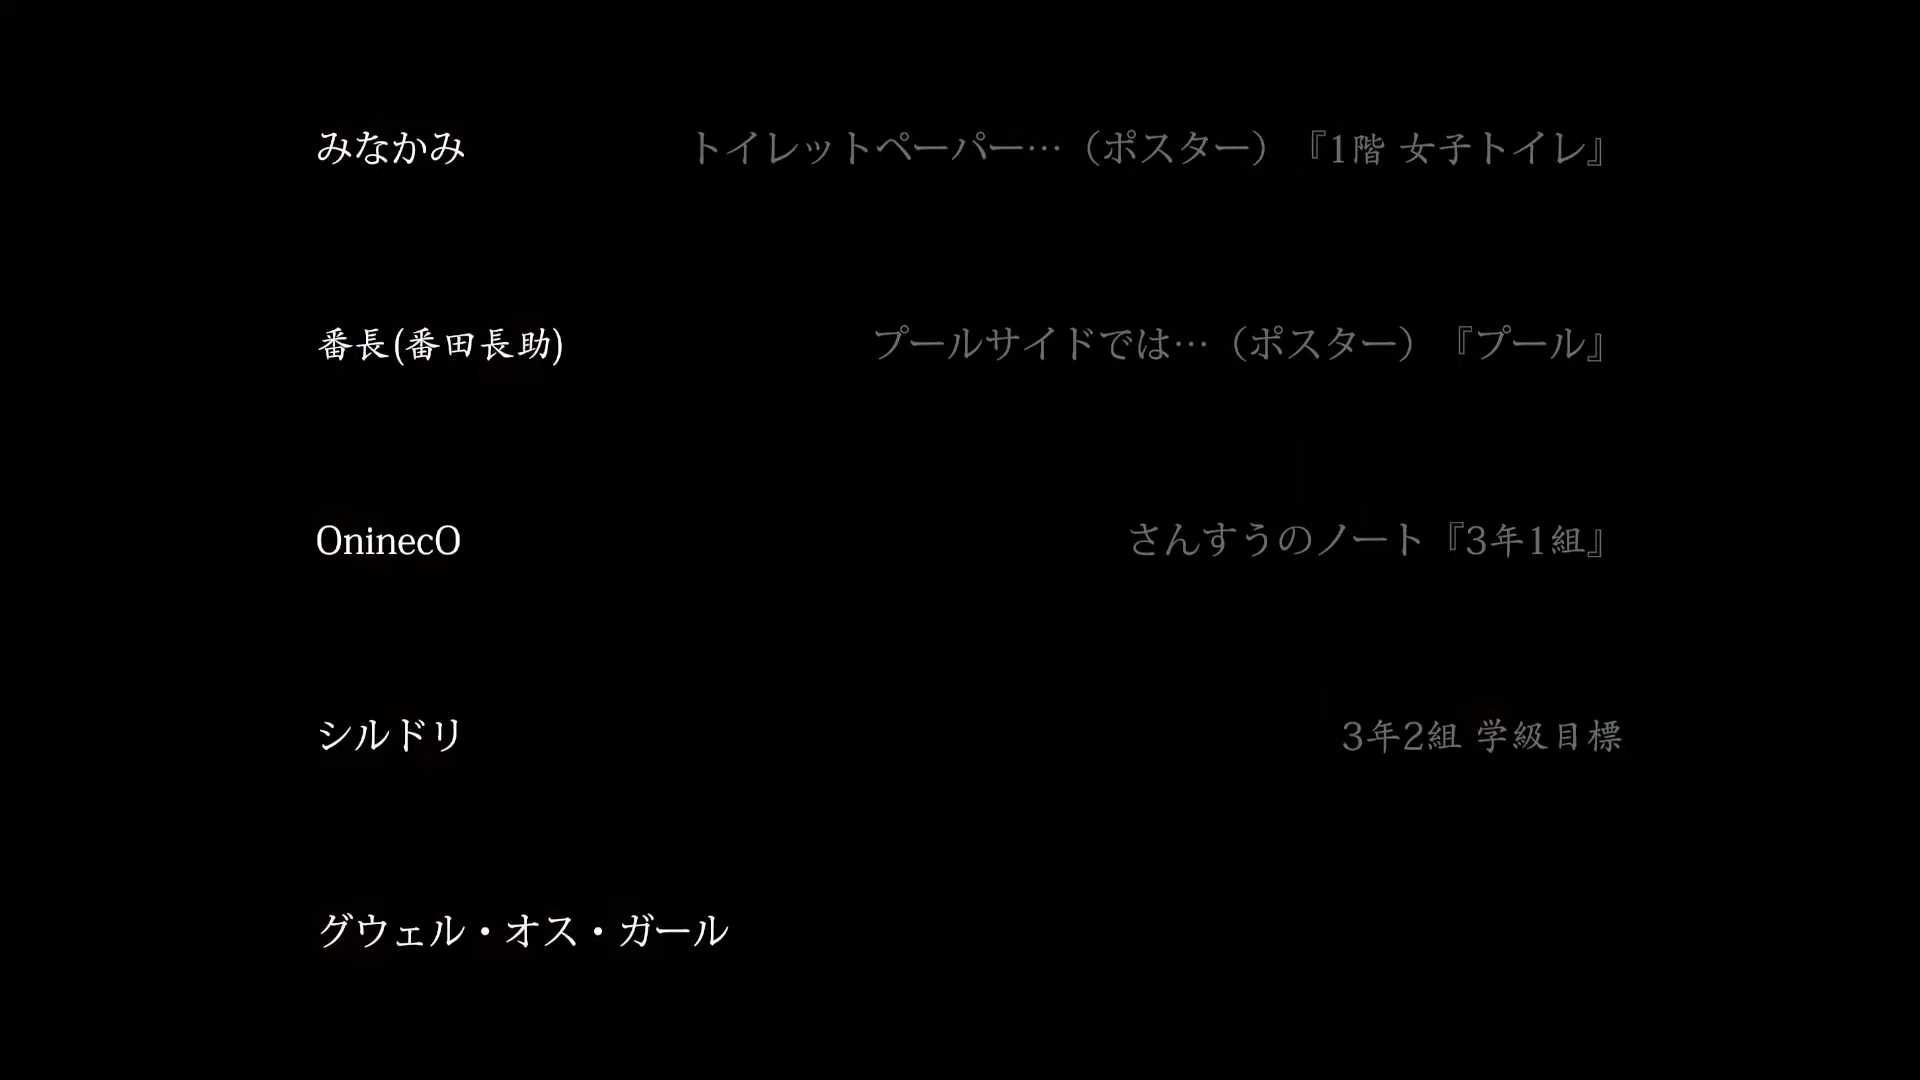 みなかみ トイレットペーパー…（ポスター）『1階 女子トイレ』
番長(番田長助) プールサイドでは…（ポスター）『プール』
OninecO さんすうのノート『3年1組』
シルドリ 3年2組 学級目標
グウェル・オス・ガール